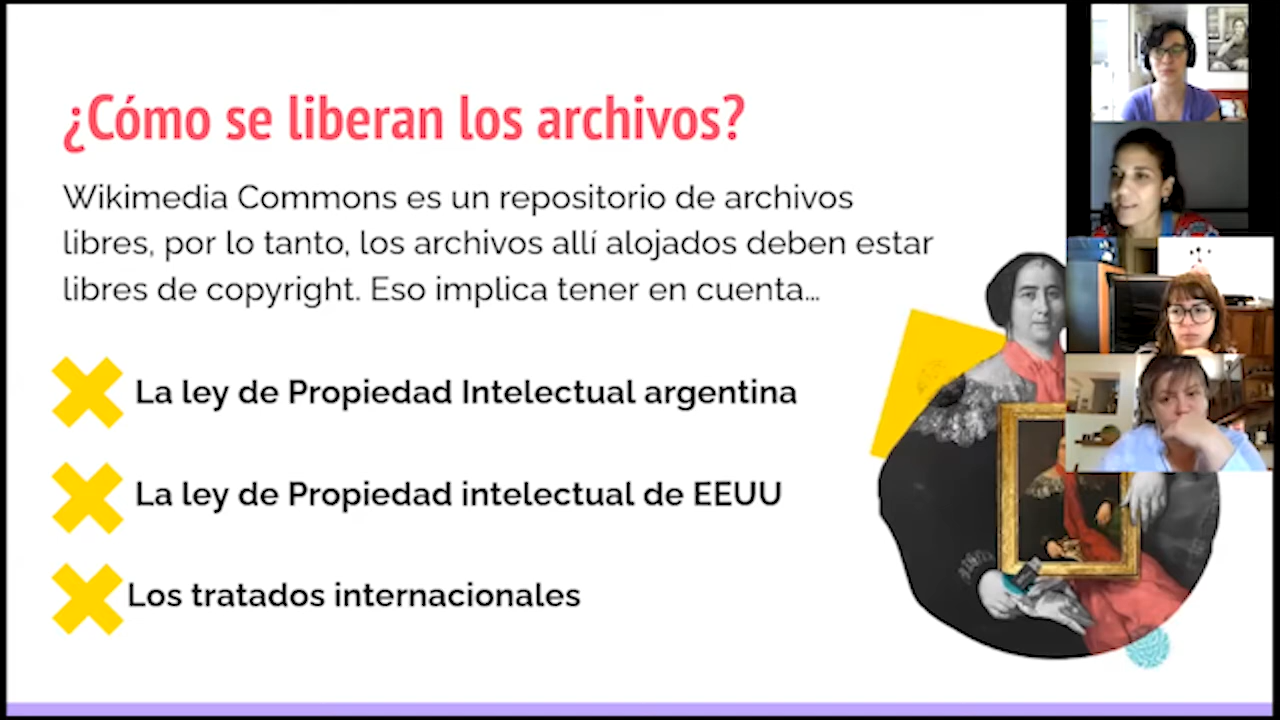 ¿Cómo se liberan los archivos?
Wikimedia Commons es un repositorio de archivos
libres, por lo tanto, los archivos allí alojados deben estar
libres de copyright. Eso implica tener en cuenta...
La ley de Propiedad Intelectual argentina
La ley de Propiedad intelectual de EEUU
Los tratados internacionales